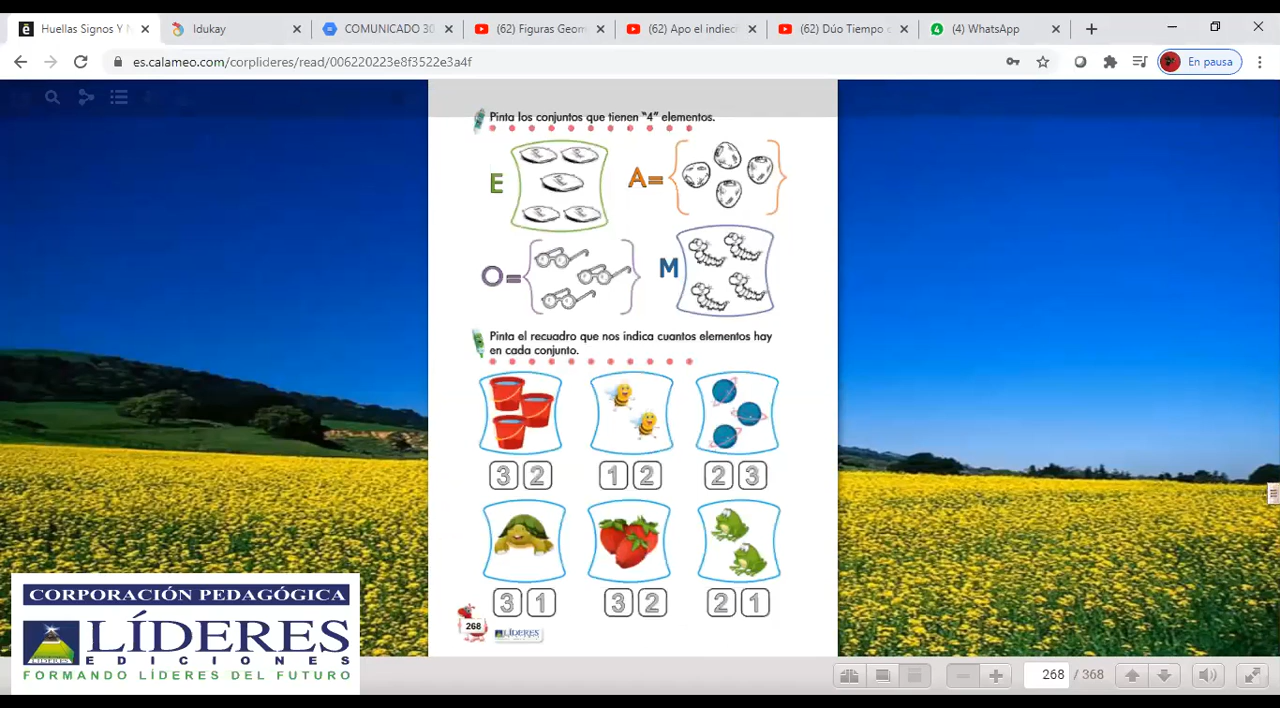 Huellas Signos Y
Idukay
COMUNICADO 30
(62) Figuras Geom
(62) Apo el indiec
(62) Dúo Tiempo
(4) WhatsApp
es.calameo.com/corplideres/read/006220223e8f3522e3a4f
En pausa
Pinta los conjuntos que tienen "4" elementos.
E
A=
O=
M
Pinta el recuadro que nos indica cuantos elementos hay
en cada conjunto.
3 2
1 2
2 3
3 1
3 2
2 1
268
LÍDERES
CORPORACIÓN PEDAGÓGICA
LÍDERES
LÍDERES
EDICIONES
FORMANDO LÍDERES DEL FUTURO
268 / 368